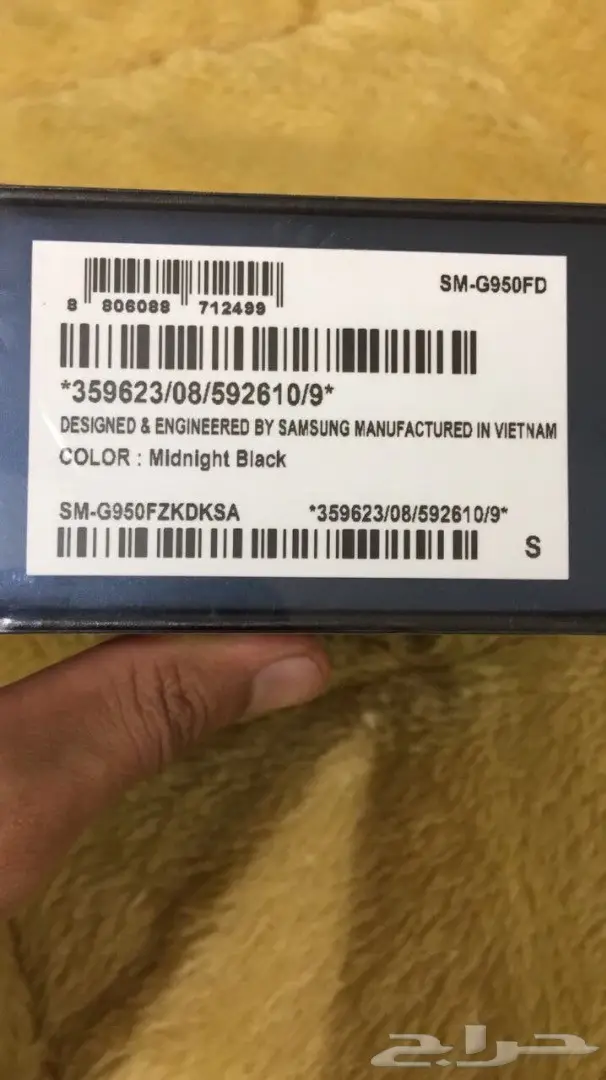 SM-G950FD
8 806088 712499
*359623/08/592610/9*
DESIGNED & ENGINEERED BY SAMSUNG MANUFACTURED IN VIETNAM
COLOR : Midnight Black
SM-G950FZKDKSA *359623/08/592610/9*
S
حراج